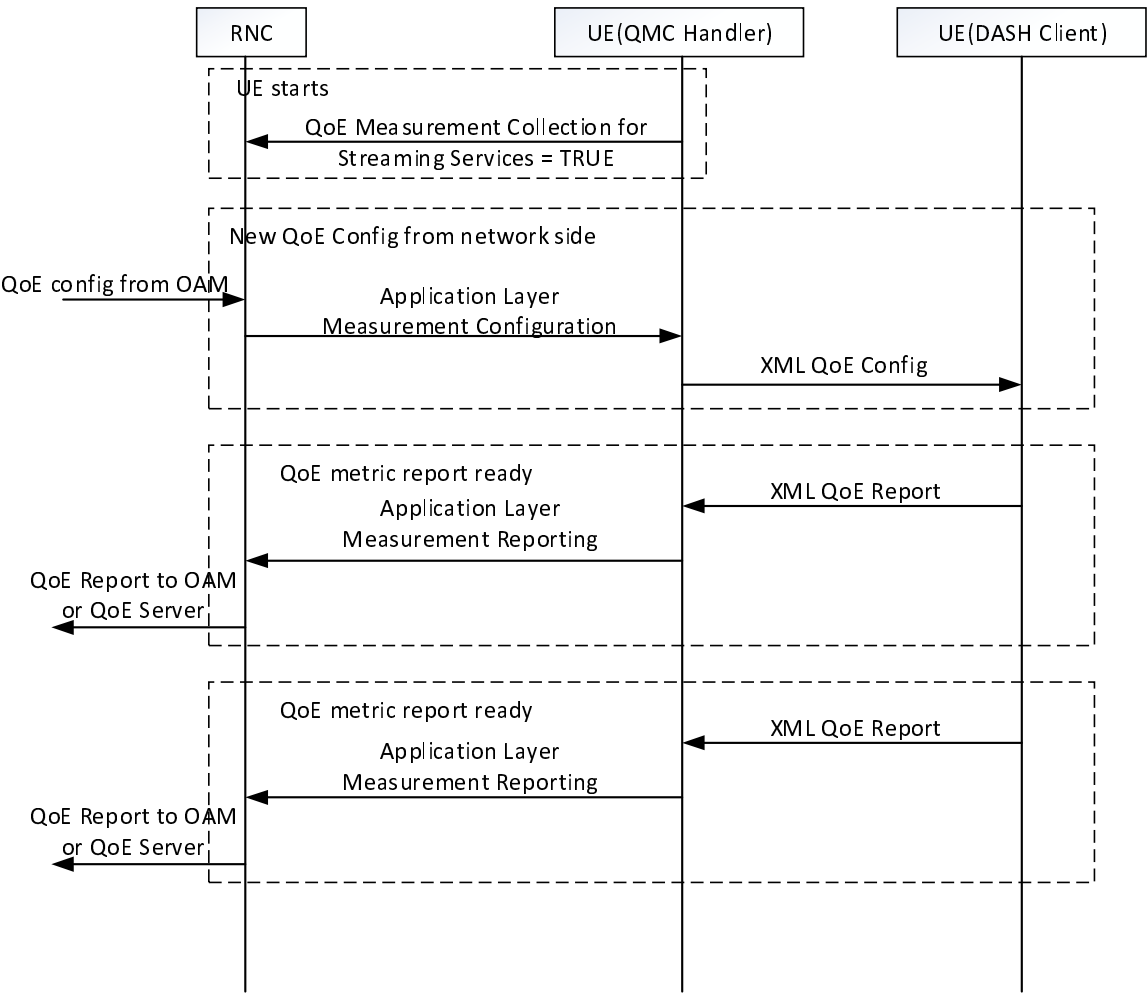 RNC
UE(QMC Handler)
UE(DASH Client)
UE starts
QoE Measurement Collection for
Streaming Services = TRUE
New QoE Config from network side
QoE config from OAM
Application Layer
Measurement Configuration
XML QoE Config
QoE metric report ready
XML QoE Report
Application Layer
Measurement Reporting
QoE Report to OAM
or QoE Server
QoE metric report ready
XML QoE Report
Application Layer
Measurement Reporting
QoE Report to OAM
or QoE Server